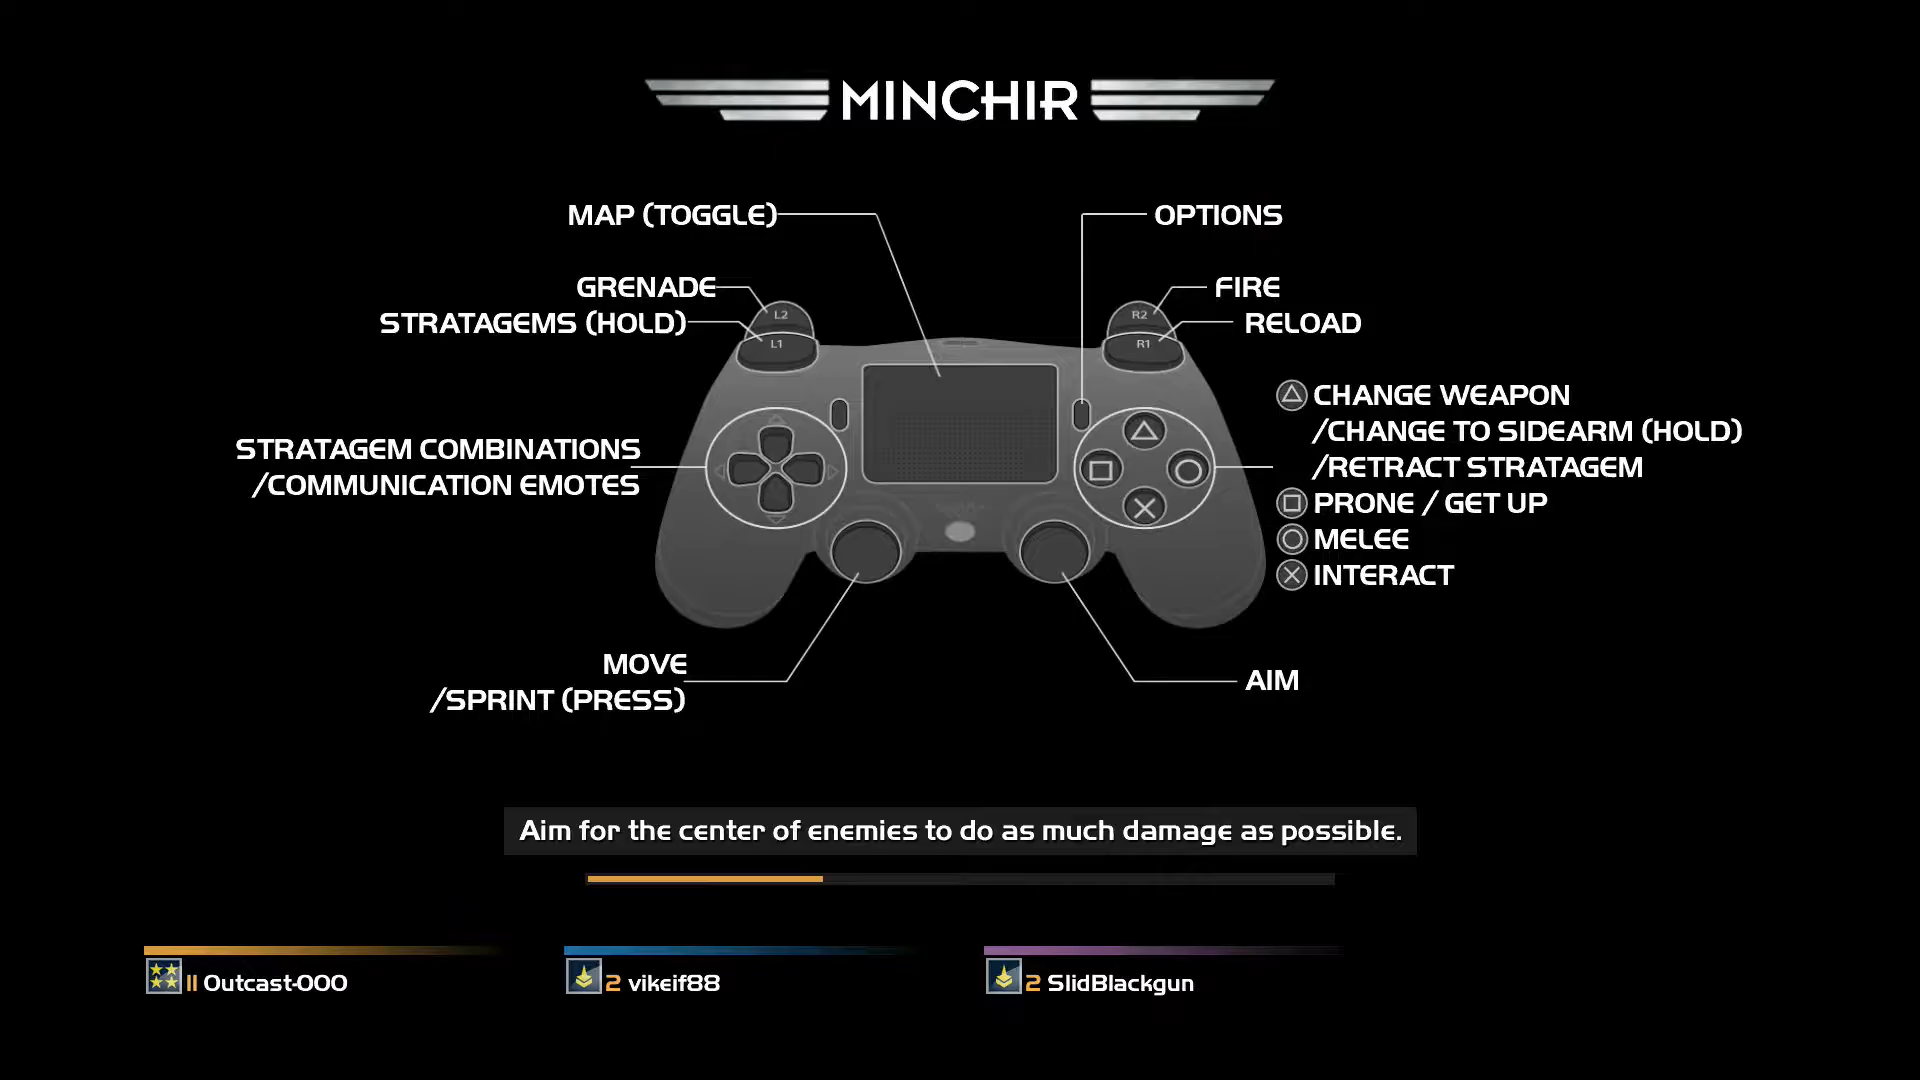 MINCHIR
MAP (TOGGLE)
OPTIONS
GRENADE
FIRE
STRATAGEMS (HOLD)
RELOAD
L2
L1
R2
R1
CHANGE WEAPON
/CHANGE TO SIDEARM (HOLD)
/RETRACT STRATAGEM
STRATAGEM COMBINATIONS
/COMMUNICATION EMOTES
PRONE / GET UP
MELEE
INTERACT
MOVE
/SPRINT (PRESS)
AIM
Aim for the center of enemies to do as much damage as possible.
11 Outcast-000
2 vikeif88
2 SlidBlackgun